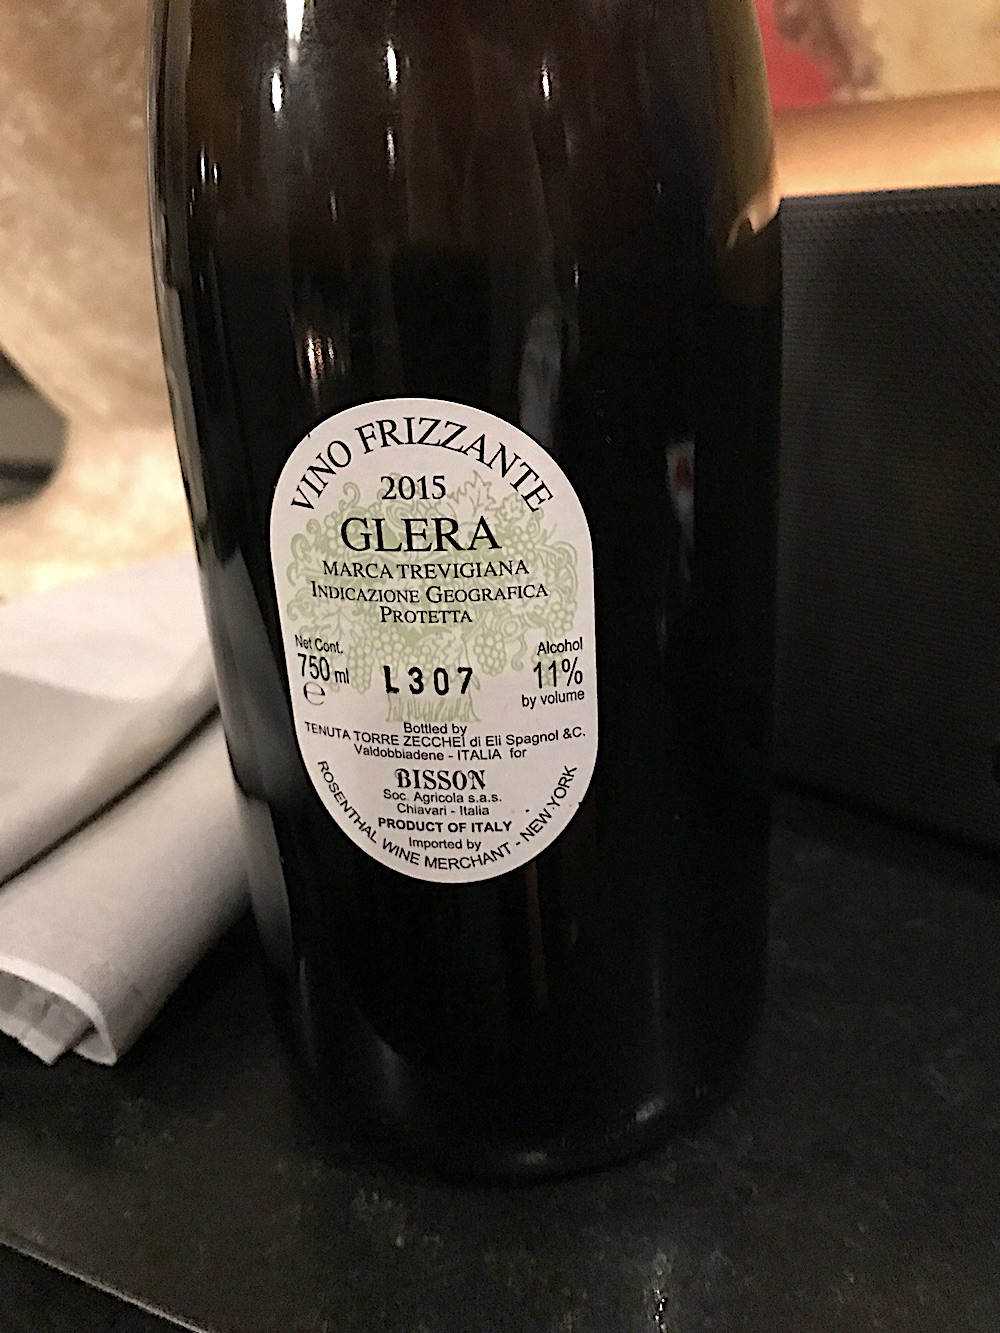 VINO FRIZZANTE
2015
GLERA
MARCA TREVIGIANA
INDICAZIONE GEOGRAFICA
PROTETTA
Net Cont.
750 ml
e
L307
Alcohol
11%
by volume
Bottled by
TENUTA TORRE ZECCHEI di Eli Spagnol &C.
Valdobbiadene - ITALIA for
BISSON
Soc. Agricola s.a.s.
Chiavari - Italia
PRODUCT OF ITALY
Imported by
ROSENTHAL WINE MERCHANT - NEW YORK